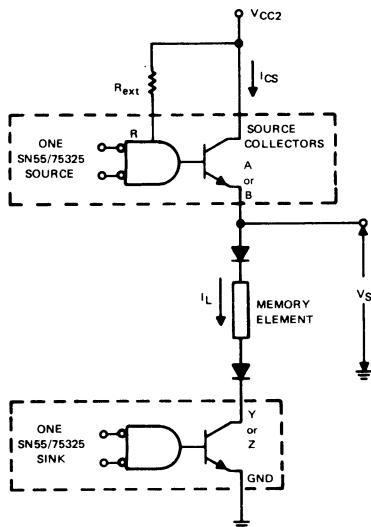 VCC2
Rext
ICS
ONE
SN55/75325
SOURCE
R
SOURCE
COLLECTORS
A
or
B
IL
MEMORY
ELEMENT
VS
ONE
SN55/75325
SINK
Y
or
Z
GND